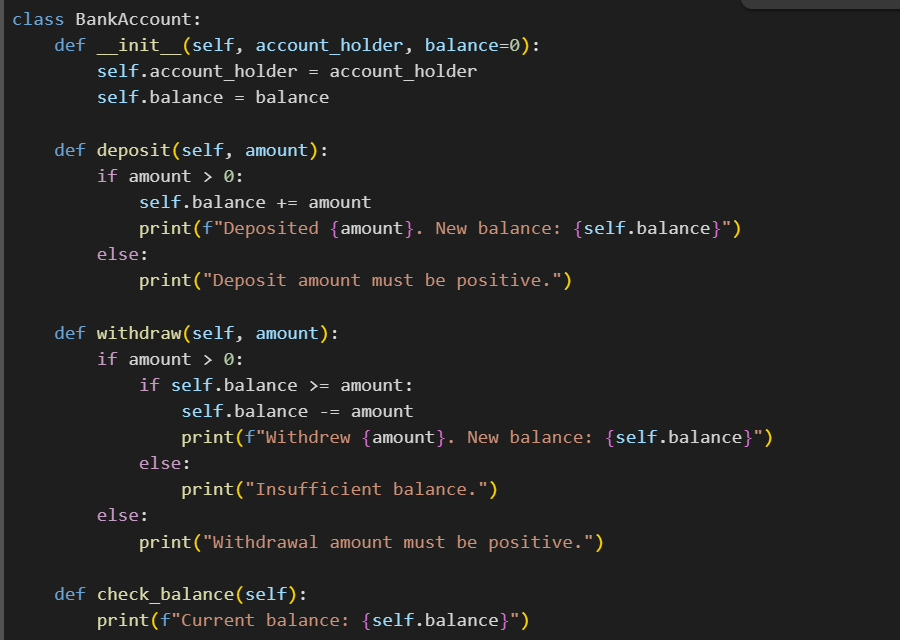 class BankAccount:
    def __init__(self, account_holder, balance=0):
        self.account_holder = account_holder
        self.balance = balance

    def deposit(self, amount):
        if amount > 0:
            self.balance += amount
            print(f"Deposited {amount}. New balance: {self.balance}")
        else:
            print("Deposit amount must be positive.")

    def withdraw(self, amount):
        if amount > 0:
            if self.balance >= amount:
                self.balance -= amount
                print(f"Withdrew {amount}. New balance: {self.balance}")
            else:
                print("Insufficient balance.")
        else:
            print("Withdrawal amount must be positive.")

    def check_balance(self):
        print(f"Current balance: {self.balance}")